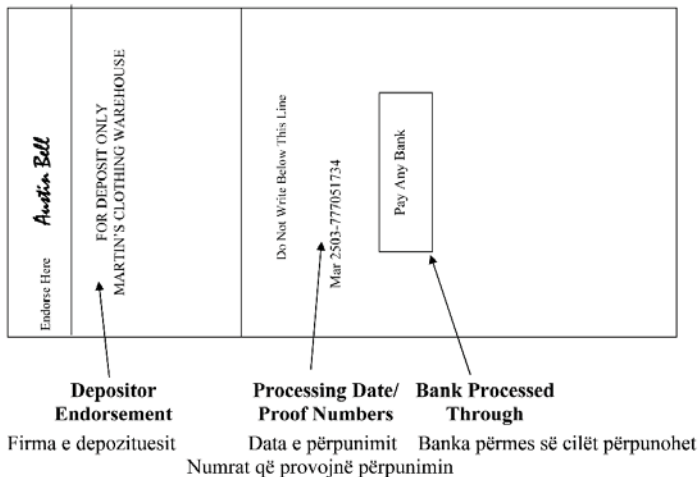 Endorse Here Austin Bell
FOR DEPOSIT ONLY
MARTIN'S CLOTHING WAREHOUSE
Do Not Write Below This Line
Mar 2503-777051734
Pay Any Bank
Depositor
Endorsement
Firma e depozituesit
Processing Date/
Proof Numbers
Data e përpunimit
Numrat që provojnë përpunimin
Bank Processed
Through
Banka përmes së cilët përpunohet